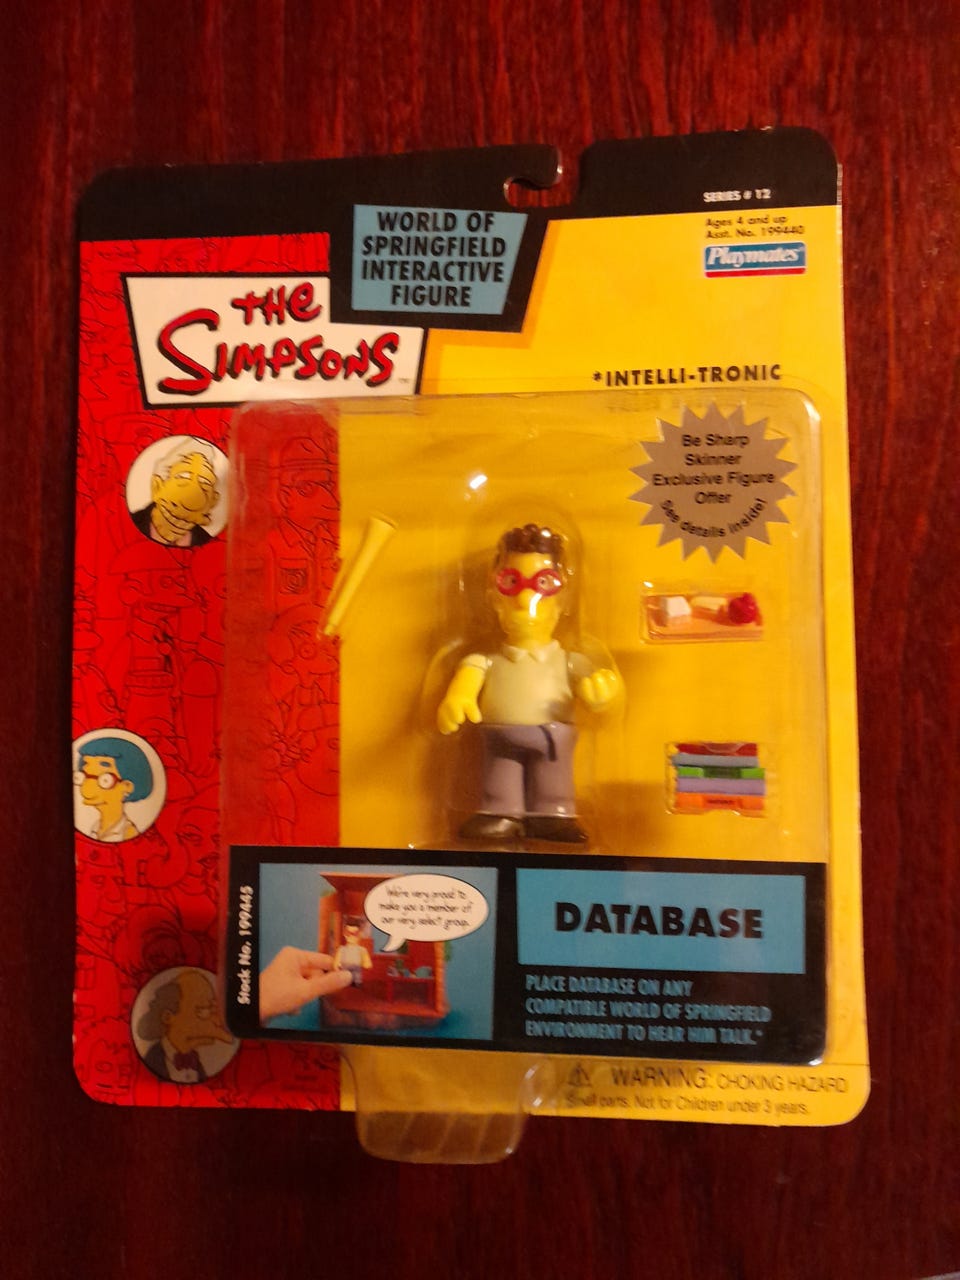 SERIES # 12
WORLD OF
SPRINGFIELD
INTERACTIVE
FIGURE
Ages 4 and up
Asst. No. 199440
Playmates®
THE
SIMPSONS
™
*INTELLI-TRONIC
Be Sharp
Skinner
Exclusive Figure
Offer
See details inside!
Stock No. 199445
We're very proud to
make you a member of
our very select group.
DATABASE
PLACE DATABASE ON ANY
COMPATIBLE WORLD OF SPRINGFIELD
ENVIRONMENT TO HEAR HIM TALK.*
⚠ WARNING: CHOKING HAZARD
Small parts. Not for Children under 3 years.